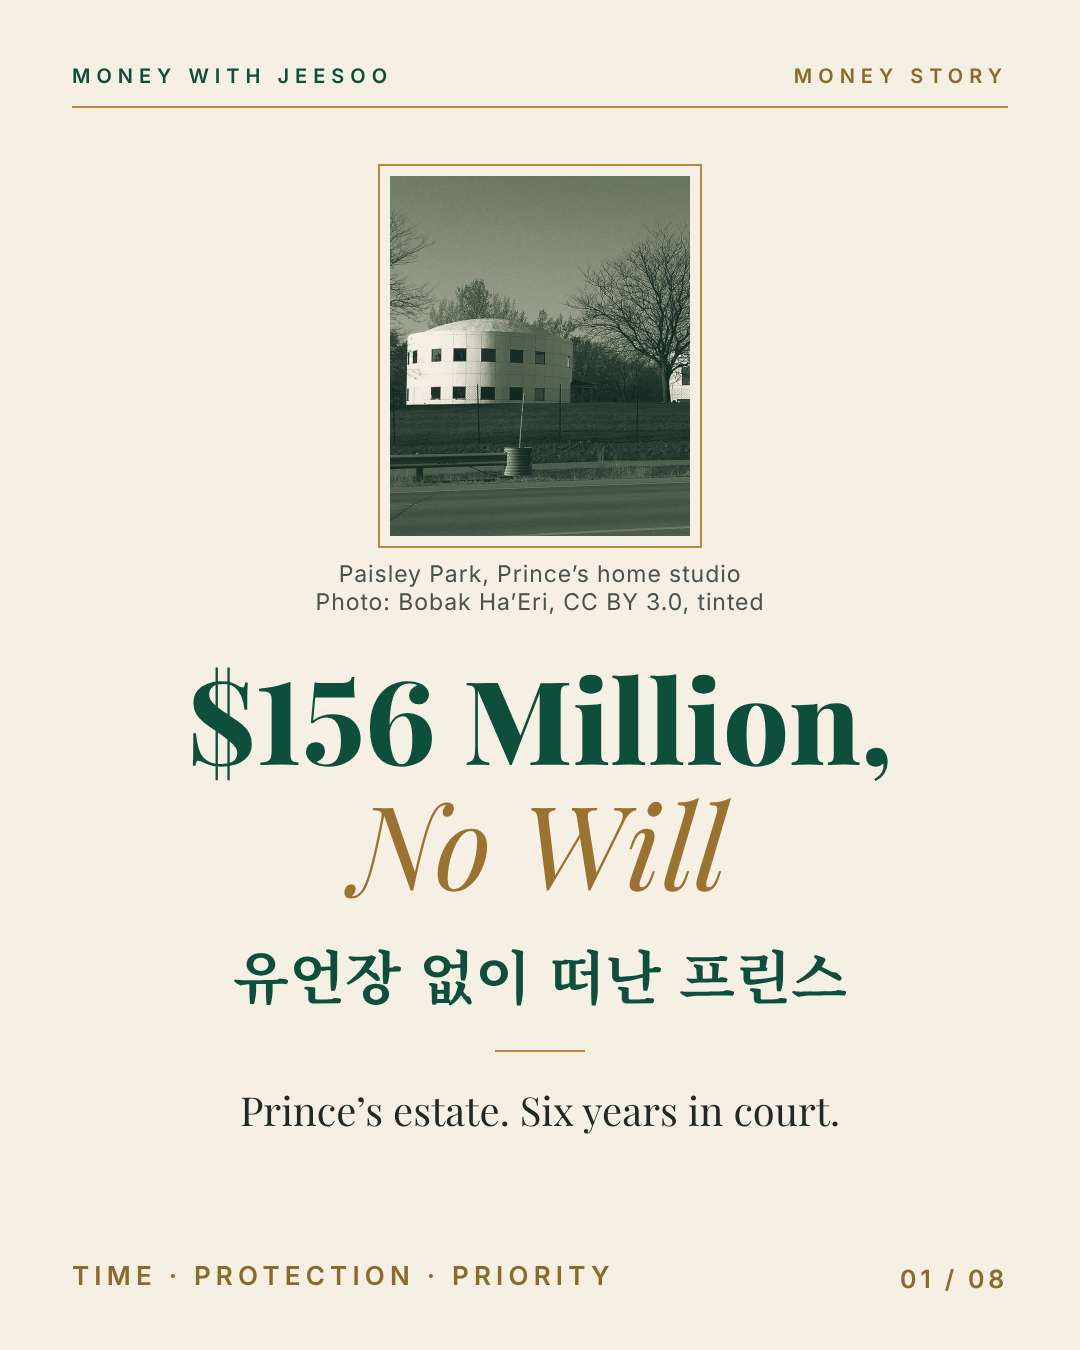 MONEY WITH JEESOO
MONEY STORY
Paisley Park, Prince’s home studio
Photo: Bobak Ha’Eri, CC BY 3.0, tinted
$156 Million,
No Will
유언장 없이 떠난 프린스
Prince’s estate. Six years in court.
TIME · PROTECTION · PRIORITY
01 / 08